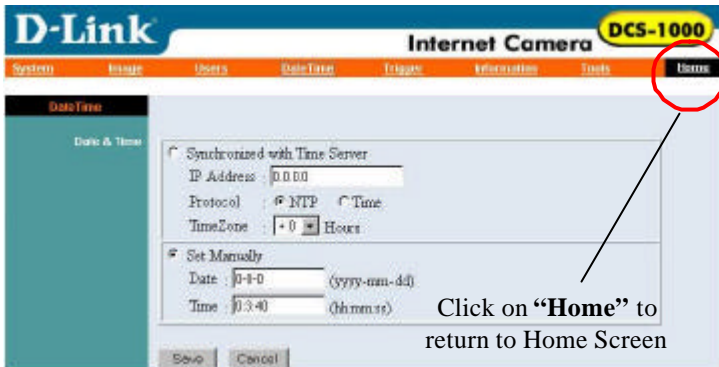 D-Link
DCS-1000
Internet Camera
System Image Users DateTime Trigger Information Tools Home
DateTime
Date & Time
Synchronized with Time Server
IP Address : 0.0.0.0
Protocol : NTP Time
TimeZone : +0 Hours
Set Manually
Date : 0-0-0 (yyyy-mm-dd)
Time : 0:3:40 (hh:mm:ss)
Click on “Home” to
return to Home Screen
Save Cancel